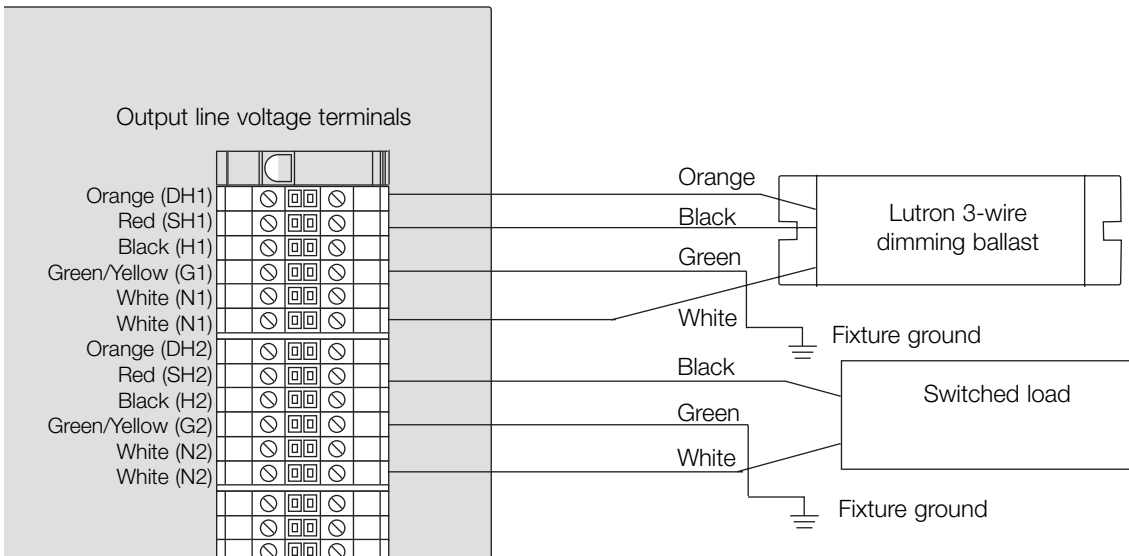 Output line voltage terminals
Orange (DH1)
Red (SH1)
Black (H1)
Green/Yellow (G1)
White (N1)
White (N1)
Orange (DH2)
Red (SH2)
Black (H2)
Green/Yellow (G2)
White (N2)
White (N2)
Orange
Black
Green
White
Lutron 3-wire
dimming ballast
Fixture ground
Black
Green
White
Switched load
Fixture ground